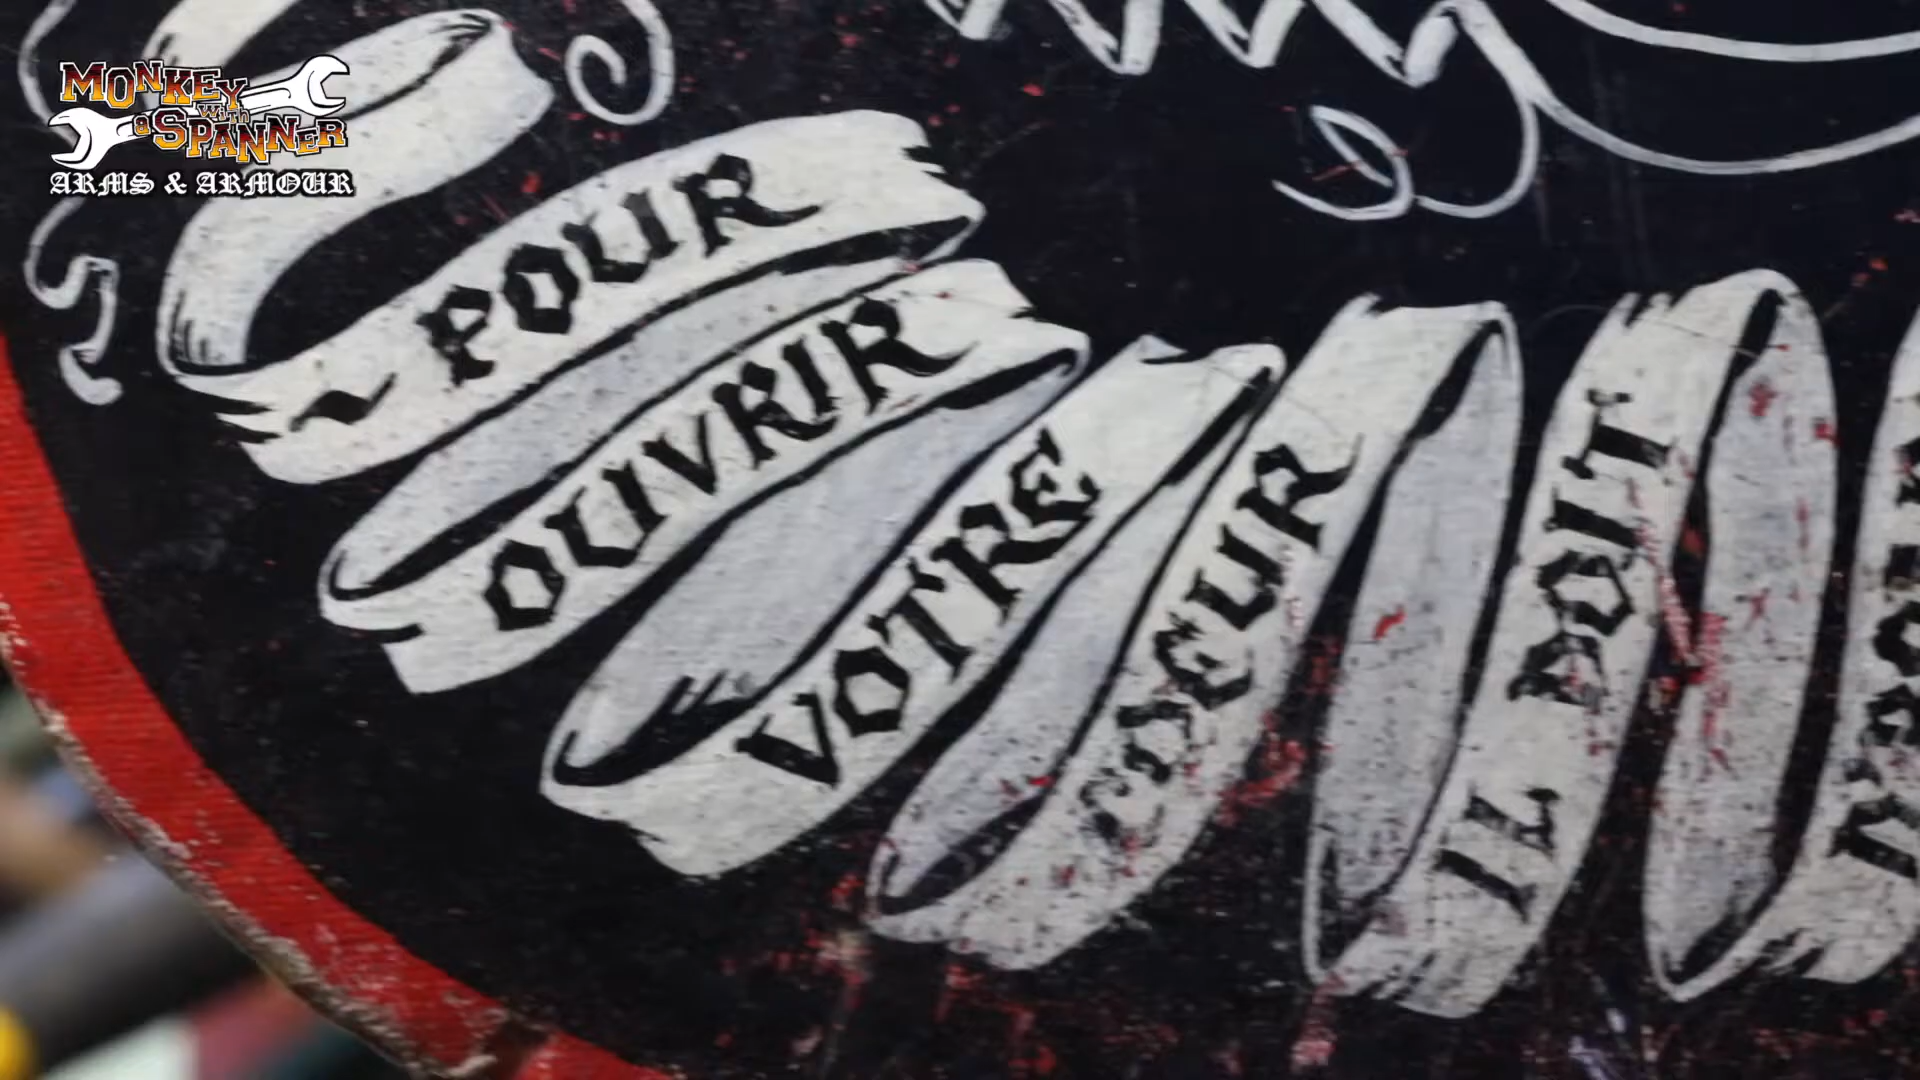 MONKEY
with
a SPANNER
ARMS & ARMOUR
~ POUR
OUVRIR
VOTRE
COEUR
IL DOIT